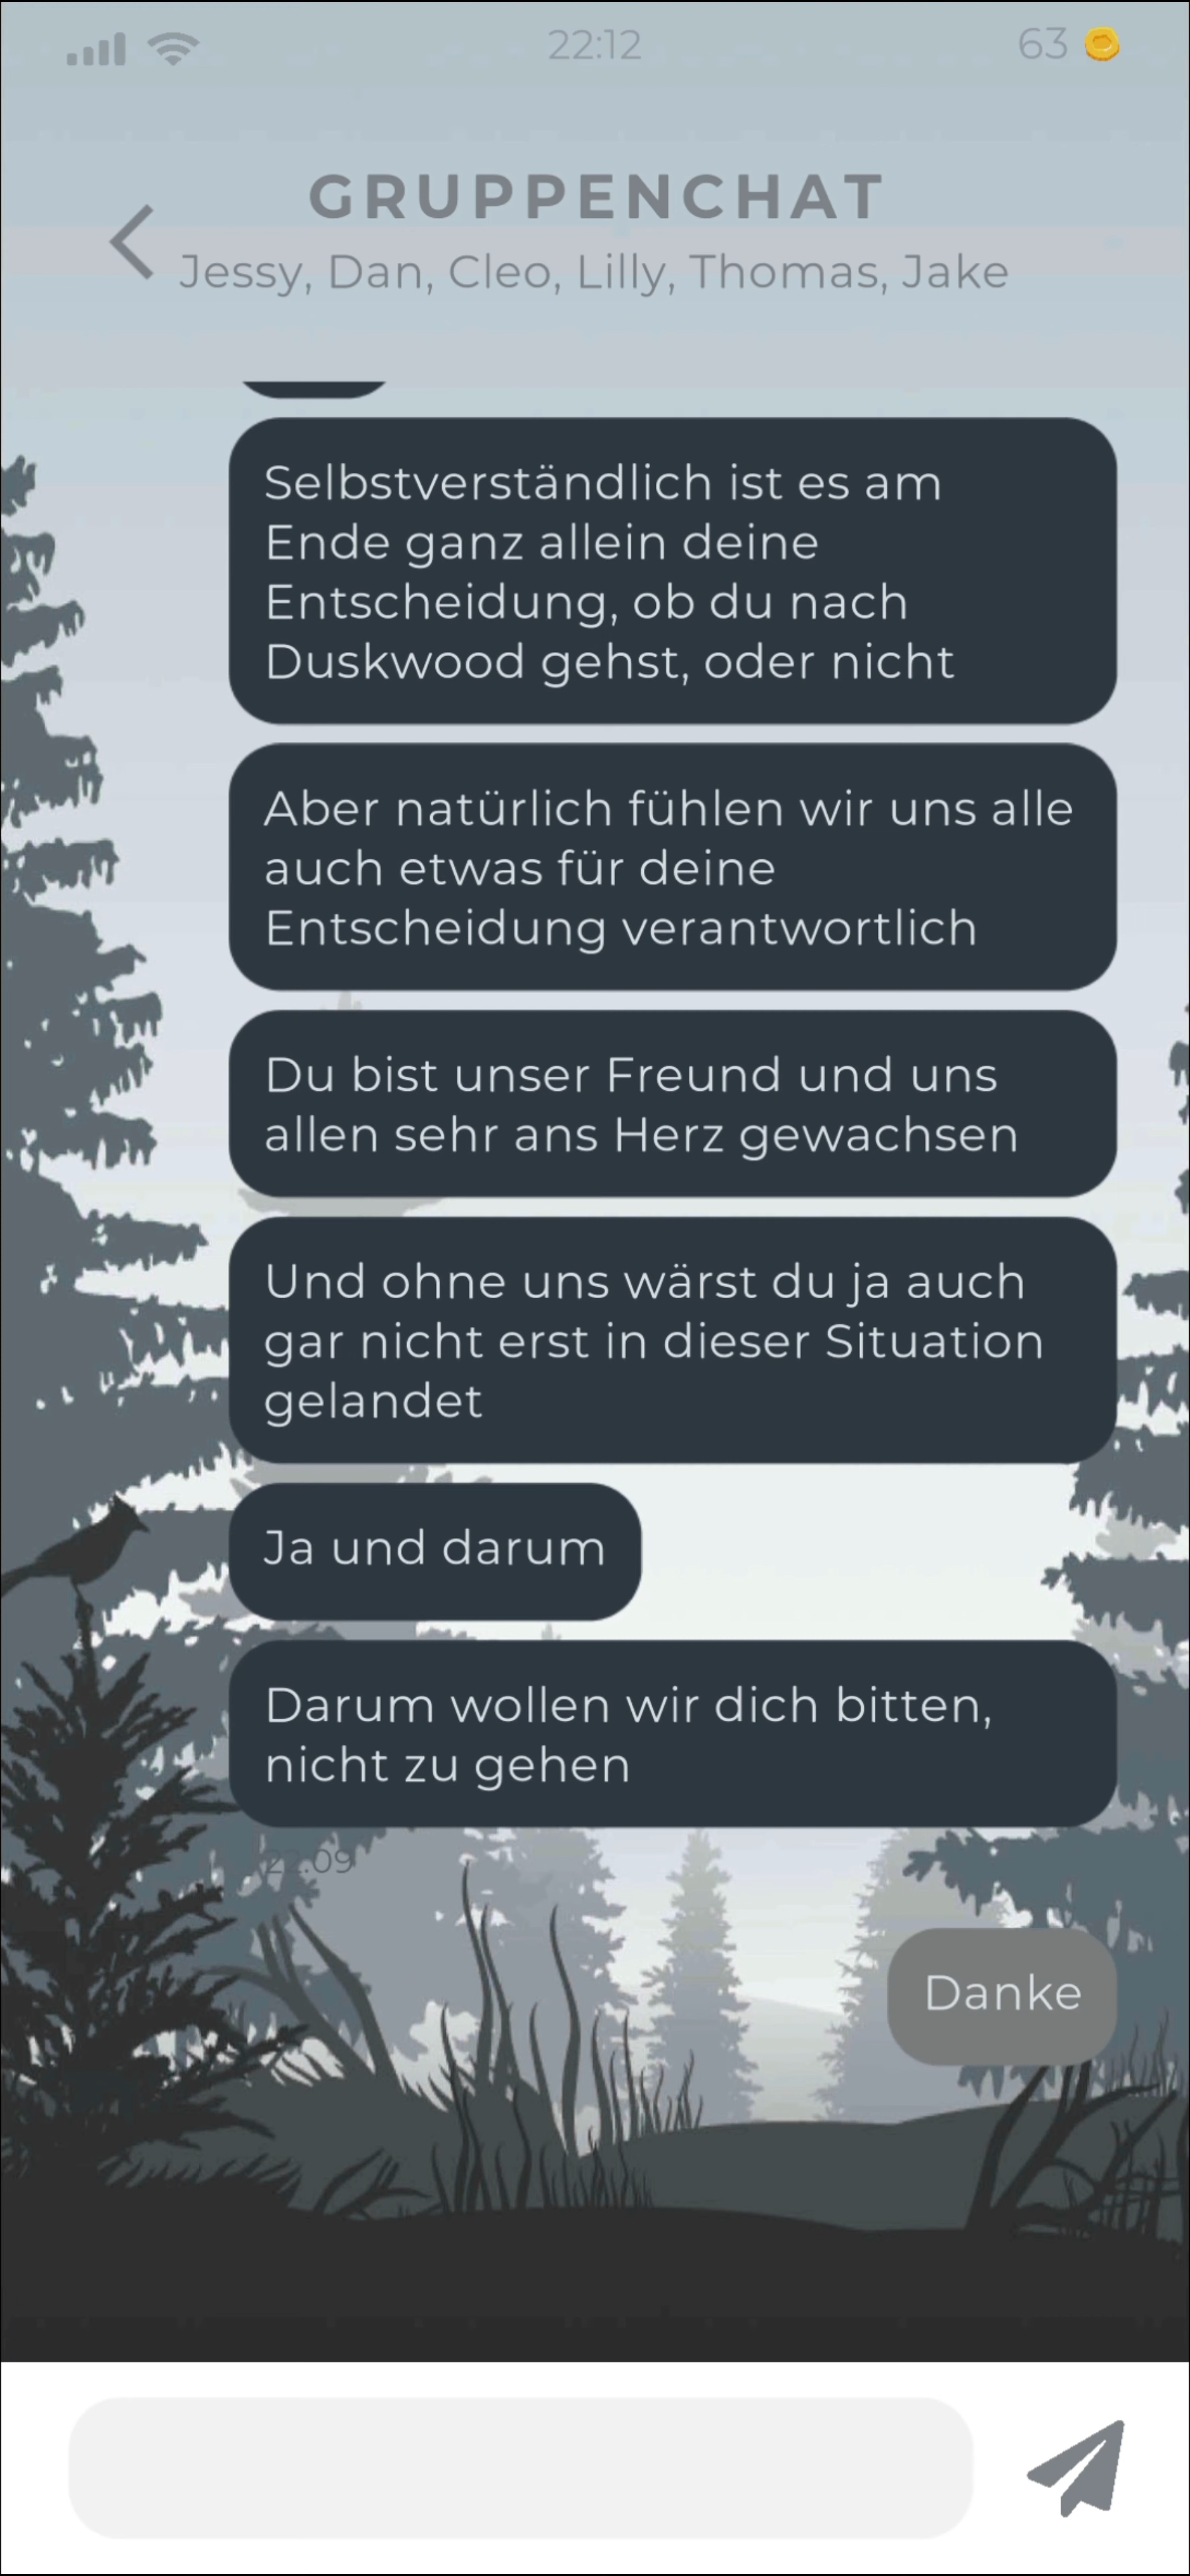 22:12
63
GRUPPENCHAT
Jessy, Dan, Cleo, Lilly, Thomas, Jake
Selbstverständlich ist es am
Ende ganz allein deine
Entscheidung, ob du nach
Duskwood gehst, oder nicht
Aber natürlich fühlen wir uns alle
auch etwas für deine
Entscheidung verantwortlich
Du bist unser Freund und uns
allen sehr ans Herz gewachsen
Und ohne uns wärst du ja auch
gar nicht erst in dieser Situation
gelandet
Ja und darum
Darum wollen wir dich bitten,
nicht zu gehen
22:09
Danke